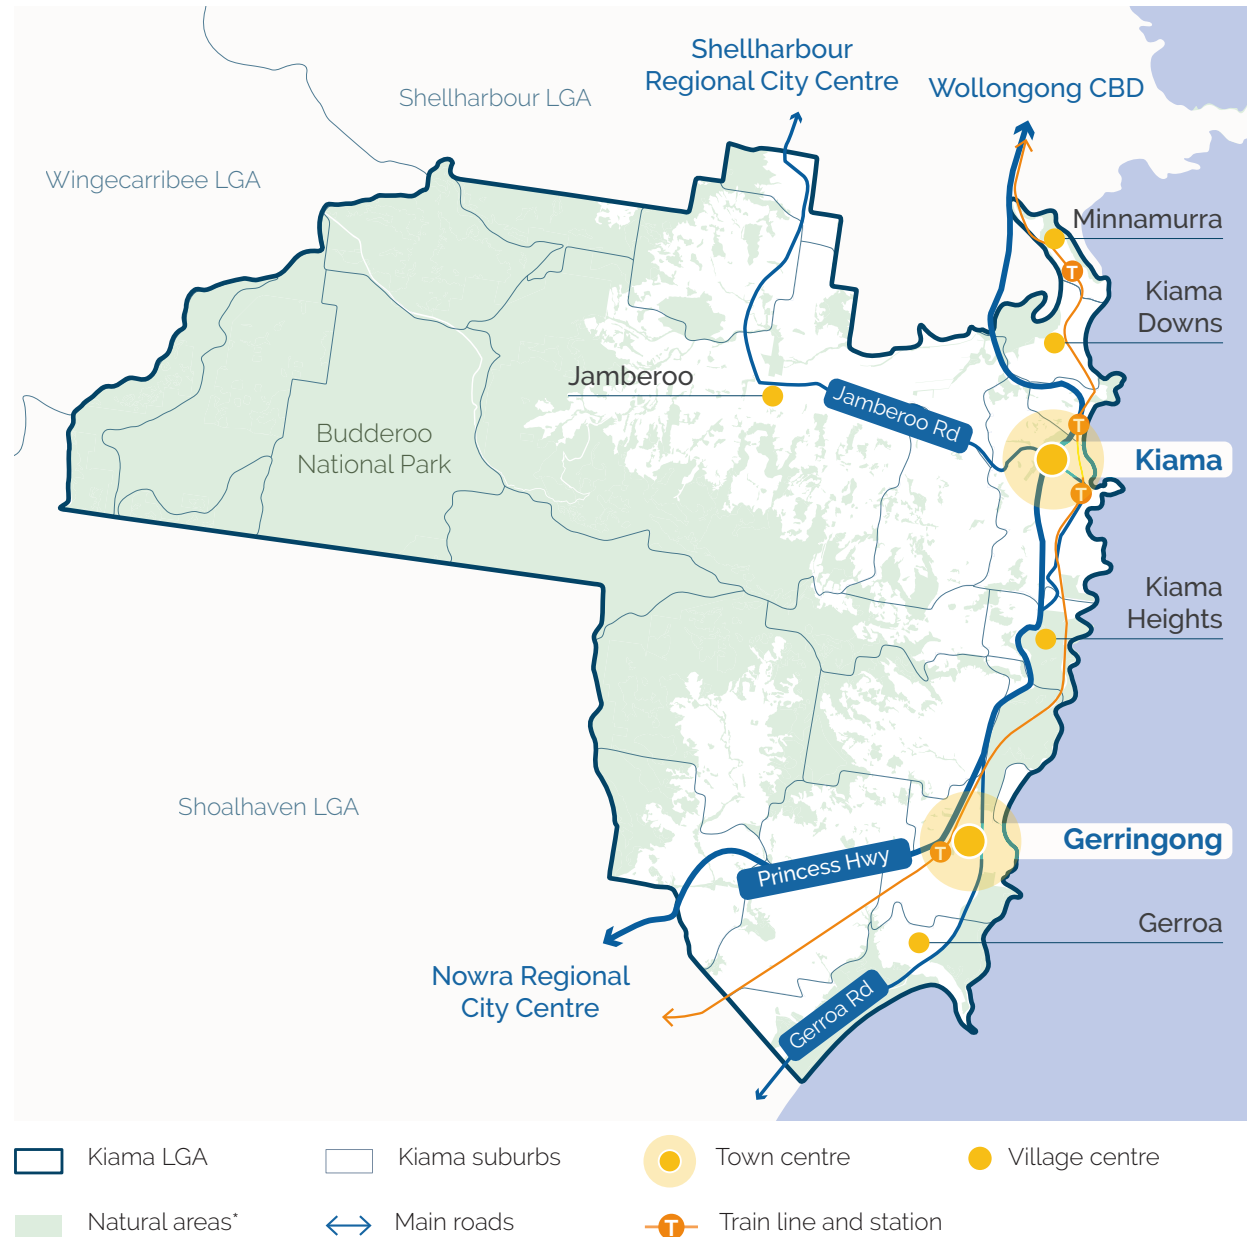 Shellharbour
Regional City Centre
Wollongong CBD
Shellharbour LGA
Wingecarribee LGA
Minnamurra
T
Kiama
Downs
Jamberoo
Jamberoo Rd
T
Budderoo
National Park
Kiama
T
Kiama
Heights
Shoalhaven LGA
Gerringong
T
Princess Hwy
Gerroa
Nowra Regional
City Centre
Gerroa Rd
Kiama LGA
Kiama suburbs
Town centre
Village centre
Natural areas*
Main roads
T
Train line and station